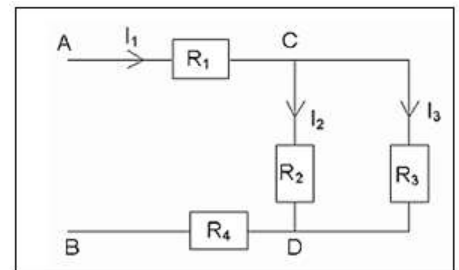 A I₁ R₁ C
I₂ I₃
R₂ R₃
B R₄ D